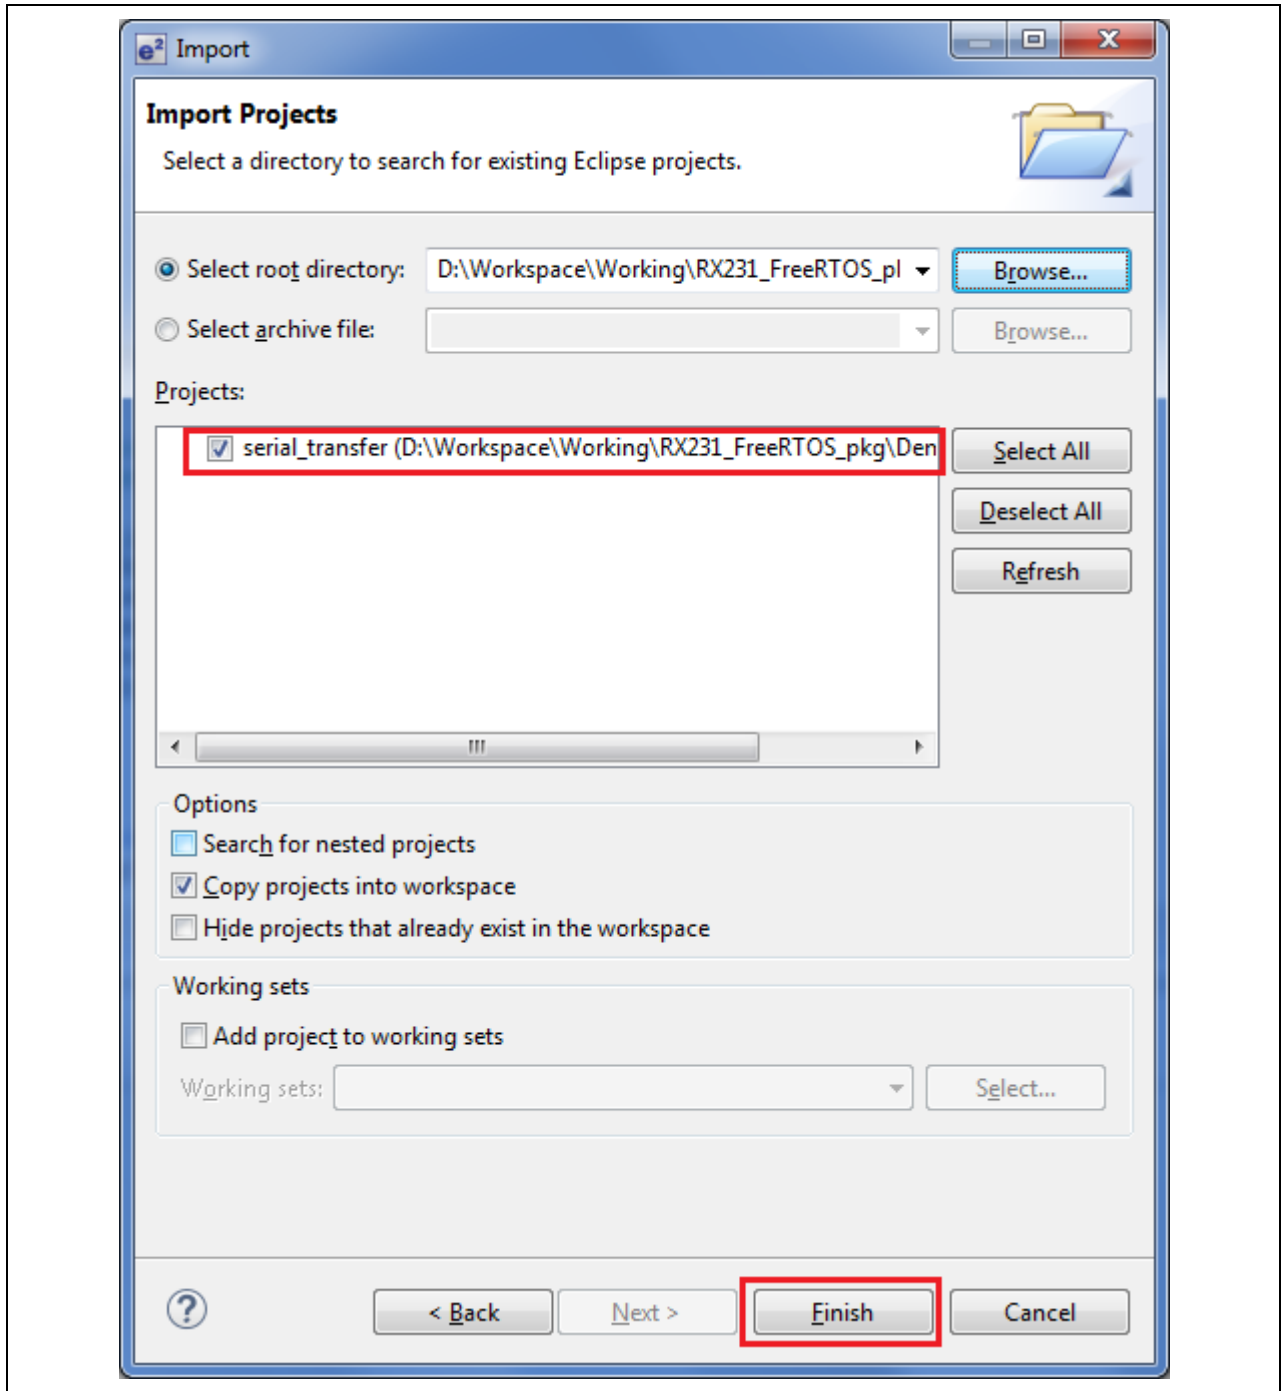 e² Import
X
Import Projects
Select a directory to search for existing Eclipse projects.
Select root directory: D:\Workspace\Working\RX231_FreeRTOS_pl Browse...
Select archive file: Browse...
Projects:
serial_transfer (D:\Workspace\Working\RX231_FreeRTOS_pkg\Den Select All
Deselect All
Refresh
Options
Search for nested projects
Copy projects into workspace
Hide projects that already exist in the workspace
Working sets
Add project to working sets
Working sets: Select...
? < Back Next > Finish Cancel